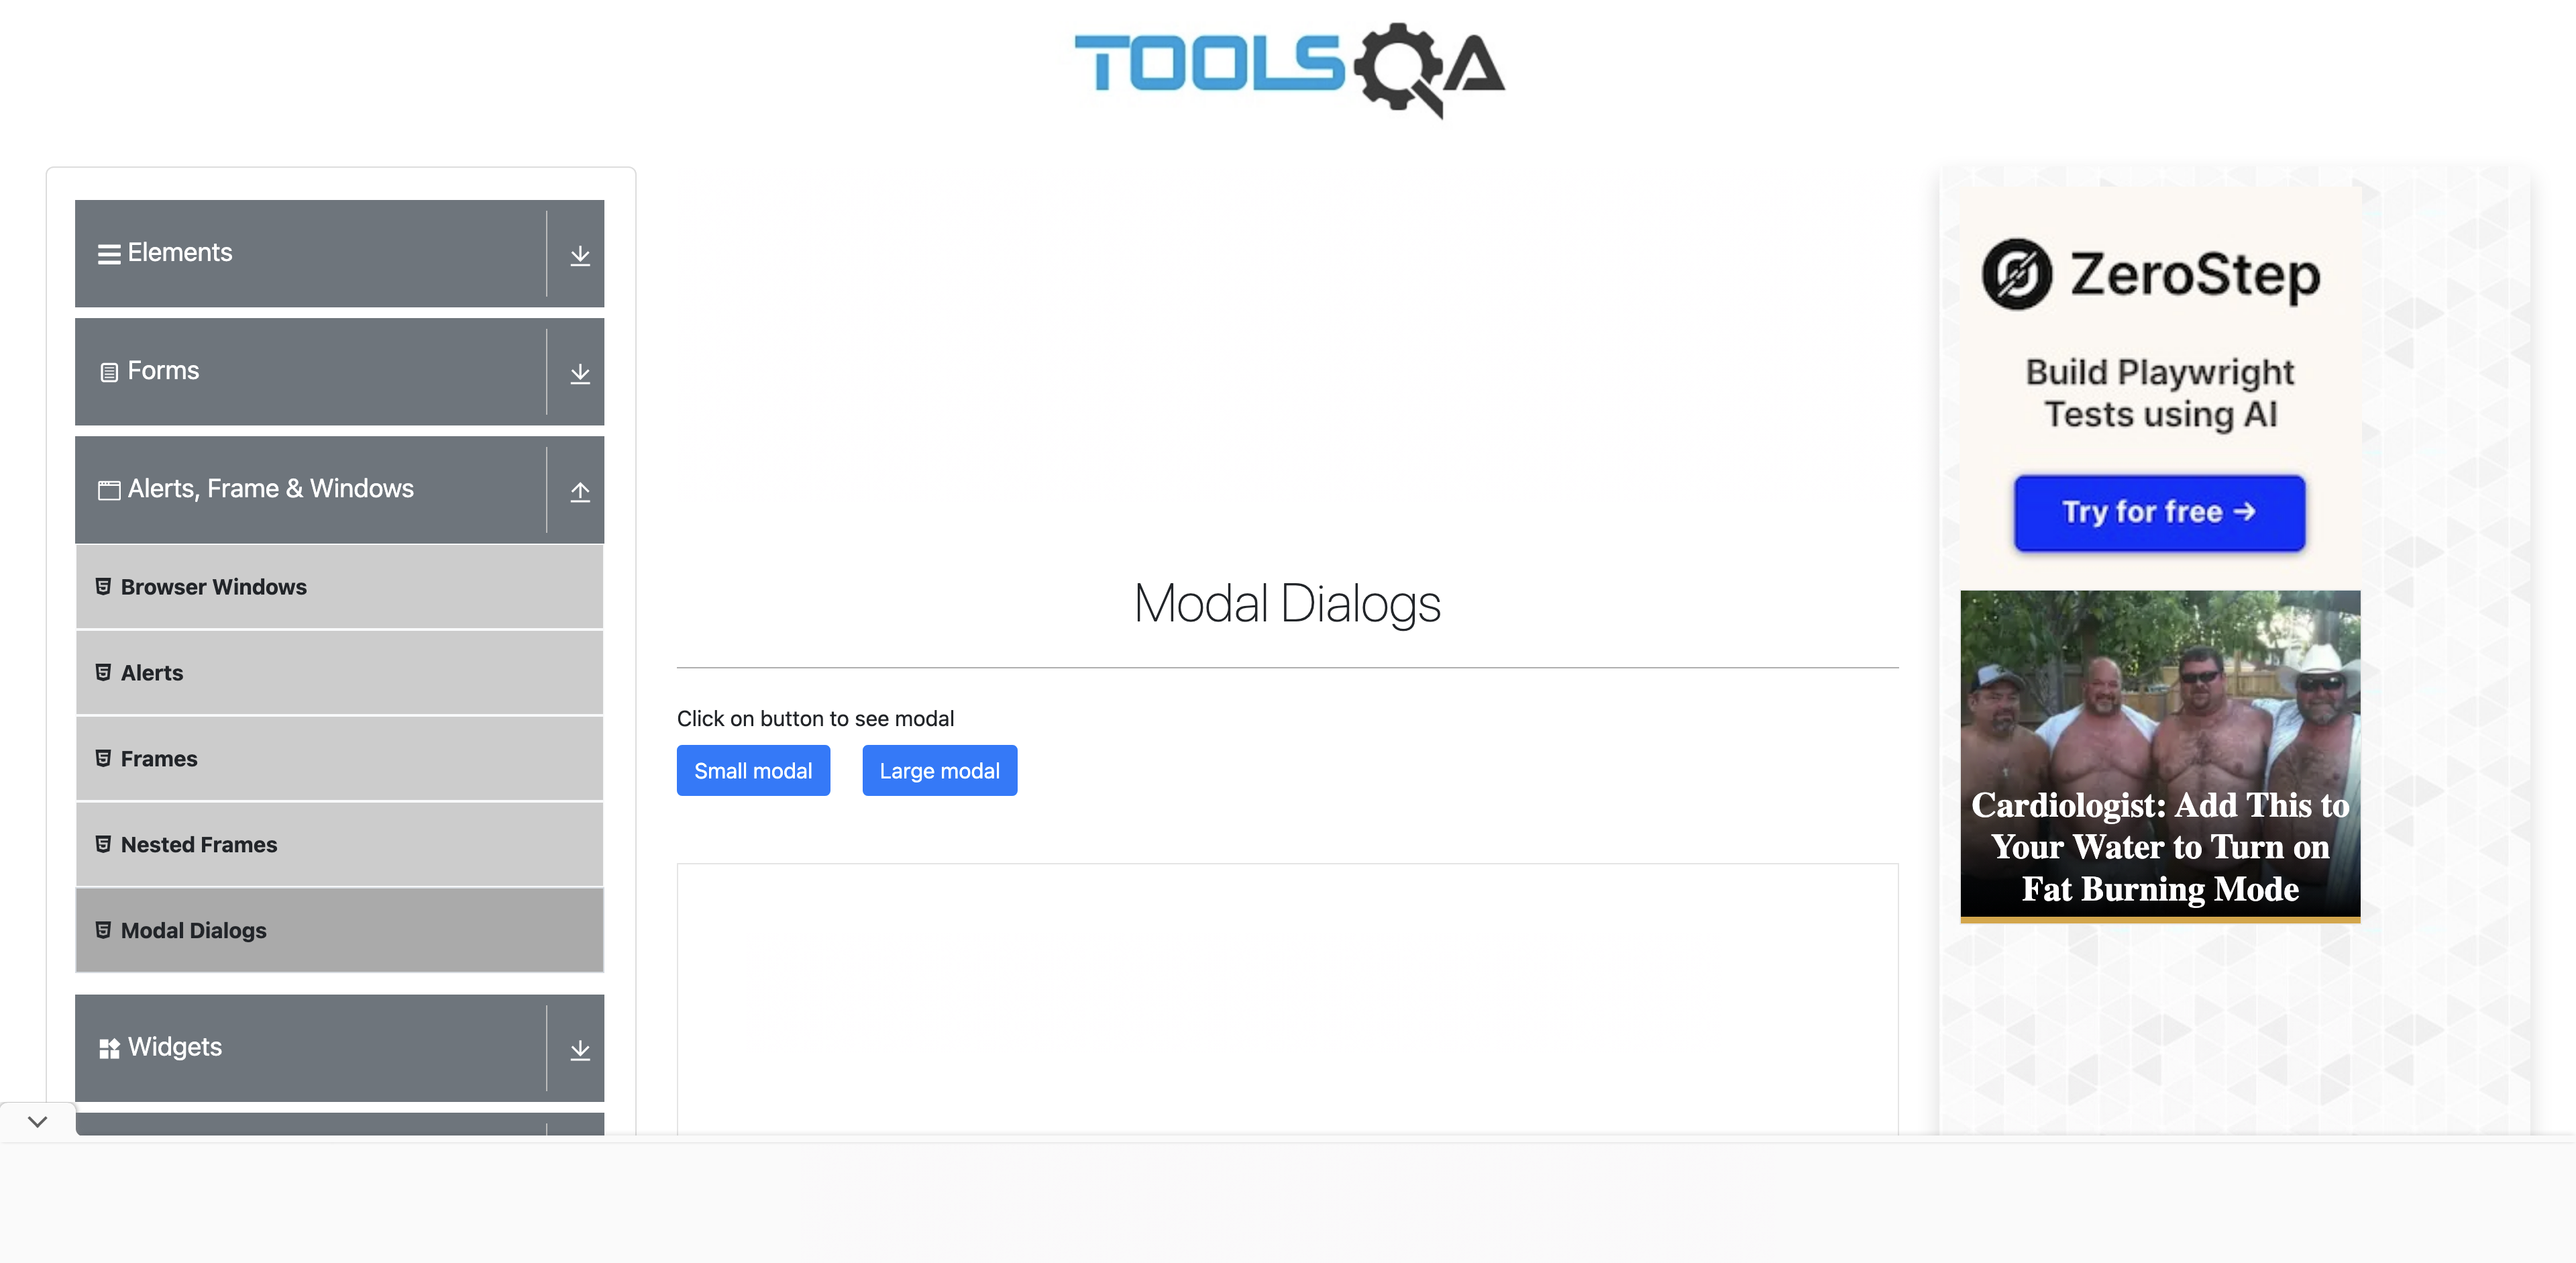 TOOLSQA
Elements
Forms
Alerts, Frame & Windows
Browser Windows
Alerts
Frames
Nested Frames
Modal Dialogs
Widgets
Modal Dialogs
Click on button to see modal
Small modal
Large modal
ZeroStep
Build Playwright
Tests using AI
Try for free →
Cardiologist: Add This to
Your Water to Turn on
Fat Burning Mode